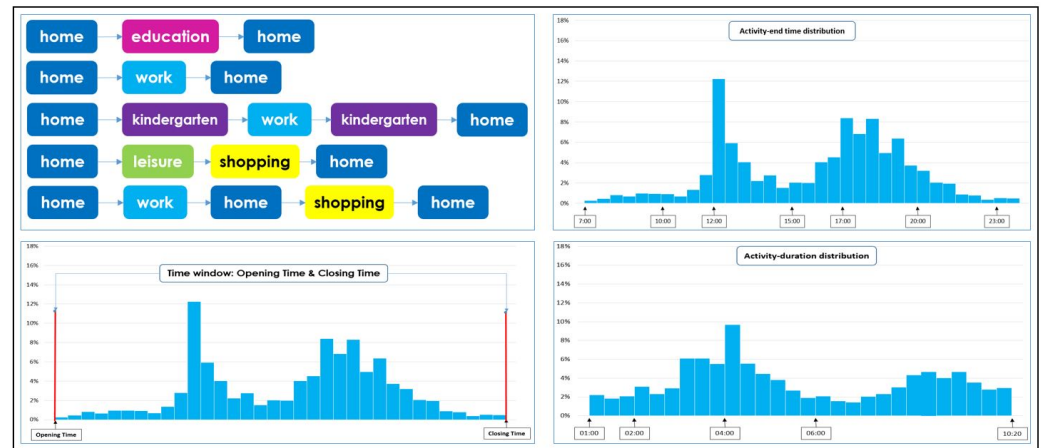 home education home
home work home
home kindergarten work kindergarten home
home leisure shopping home
home work home shopping home
Activity-end time distribution
18%
16%
14%
12%
10%
8%
6%
4%
2%
0%
7:00 10:00 12:00 15:00 17:00 20:00 23:00
Time window: Opening Time & Closing Time
18%
16%
14%
12%
10%
8%
6%
4%
2%
0%
Opening Time Closing Time
Activity-duration distribution
18%
16%
14%
12%
10%
8%
6%
4%
2%
0%
01:00 02:00 04:00 06:00 10:20